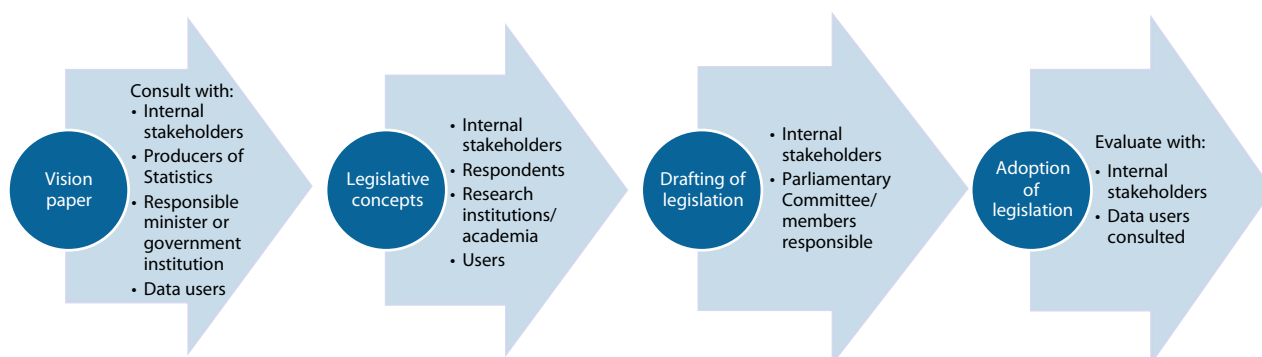 Vision
paper
Consult with:
• Internal
stakeholders
• Producers of
Statistics
• Responsible
minister or
government
institution
• Data users
Legislative
concepts
• Internal
stakeholders
• Respondents
• Research
institutions/
academia
• Users
Drafting of
legislation
• Internal
stakeholders
• Parliamentary
Committee/
members
responsible
Adoption
of
legislation
Evaluate with:
• Internal
stakeholders
• Data users
consulted